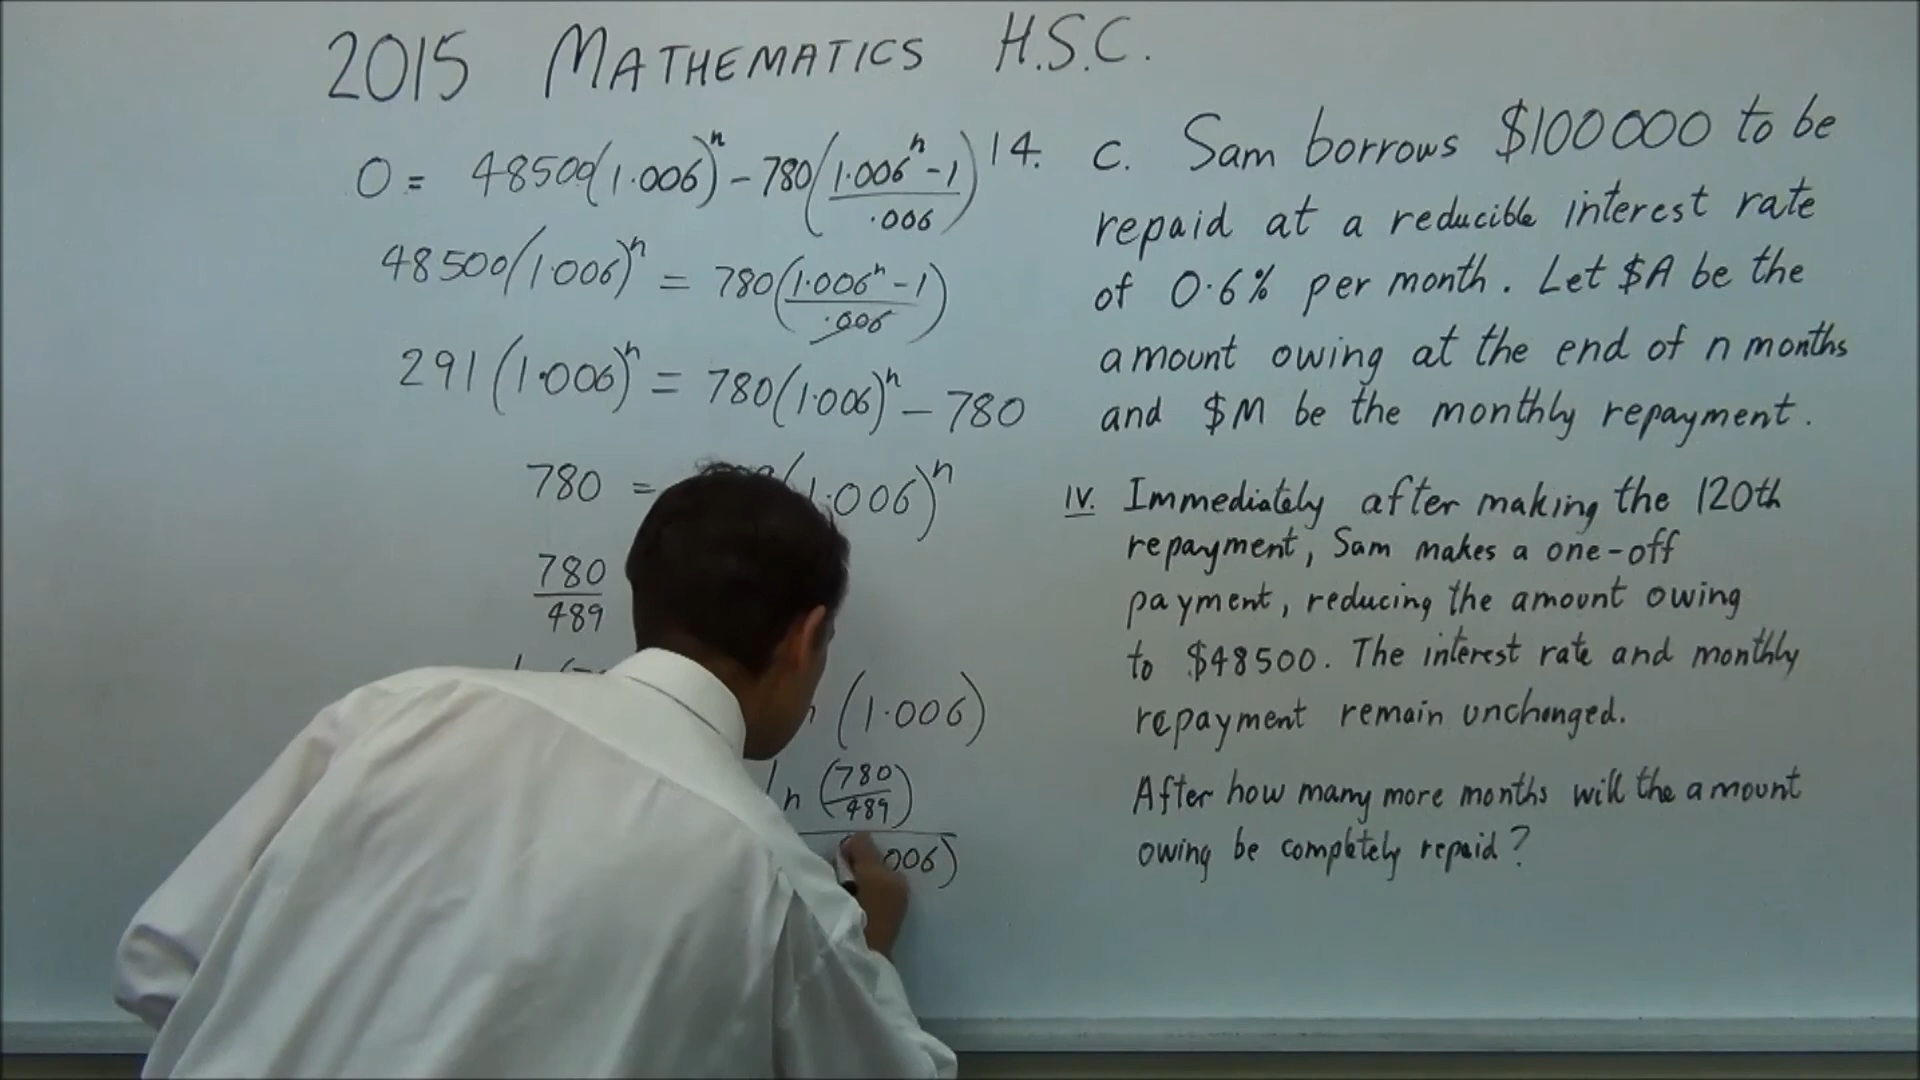 2015 MATHEMATICS H.S.C.
0 = 48500(1.006)^n - 780((1.006^n - 1)/.006)
48500(1.006)^n = 780((1.006^n - 1)/.006)
291(1.006)^n = 780(1.006)^n - 780
780 = (1.006)^n
780/489
(1.006)
ln(780/489)
006)
14. c. Sam borrows $100000 to be
repaid at a reducible interest rate
of 0.6% per month. Let $A be the
amount owing at the end of n months
and $M be the monthly repayment.
iv. Immediately after making the 120th
repayment, Sam makes a one-off
payment, reducing the amount owing
to $48500. The interest rate and monthly
repayment remain unchanged.
After how many more months will the amount
owing be completely repaid?